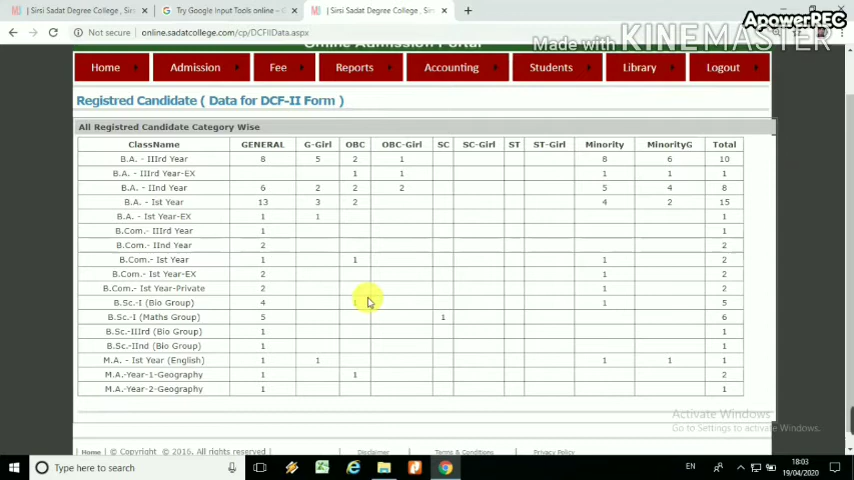 | Sirsi Sadat Degree College , Sirs
Try Google Input Tools online –
| Sirsi Sadat Degree College , Sirs
ApowerREC
Not secure | online.sadatcollege.com/cp/DCFIIData.aspx
Made with KINEMASTER
Online Admission Portal
Home Admission Fee Reports Accounting Students Library Logout
Registred Candidate ( Data for DCF-II Form )
All Registred Candidate Category Wise
ClassName GENERAL G-Girl OBC OBC-Girl SC SC-Girl ST ST-Girl Minority MinorityG Total
B.A. - IIIrd Year 8 5 2 1 8 6 10
B.A. - IIIrd Year-EX 1 1 1 1 1
B.A. - IInd Year 6 2 2 2 5 4 8
B.A. - Ist Year 13 3 2 4 2 15
B.A. - Ist Year-EX 1 1 1
B.Com.- IIIrd Year 1 1
B.Com.- IInd Year 2 2
B.Com.- Ist Year 1 1 1 2
B.Com.- Ist Year-EX 2 1 2
B.Com.- Ist Year-Private 2 1 2
B.Sc.-I (Bio Group) 4 1 1 5
B.Sc.-I (Maths Group) 5 1 6
B.Sc.-IIIrd (Bio Group) 1 1
B.Sc.-IInd (Bio Group) 1 1
M.A. - Ist Year (English) 1 1 1 1 1
M.A.-Year-1-Geography 1 1 2
M.A.-Year-2-Geography 1 1
Activate Windows
Go to Settings to activate Windows.
Home | Copyright © 2016. All rights reserved | Disclaimer Terms & Conditions Privacy Policy
Type here to search
EN
18:03
19/04/2020